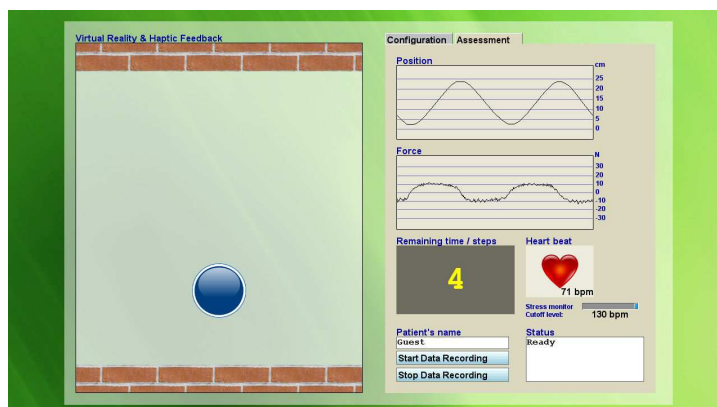 Virtual Reality & Haptic Feedback
Configuration Assessment
Position
cm
25
20
15
10
5
0
Force
N
30
20
10
0
-10
-20
-30
Remaining time / steps
4
Heart beat
71 bpm
Stress monitor
Cutoff level: 130 bpm
Patient's name
Guest
Start Data Recording
Stop Data Recording
Status
Ready